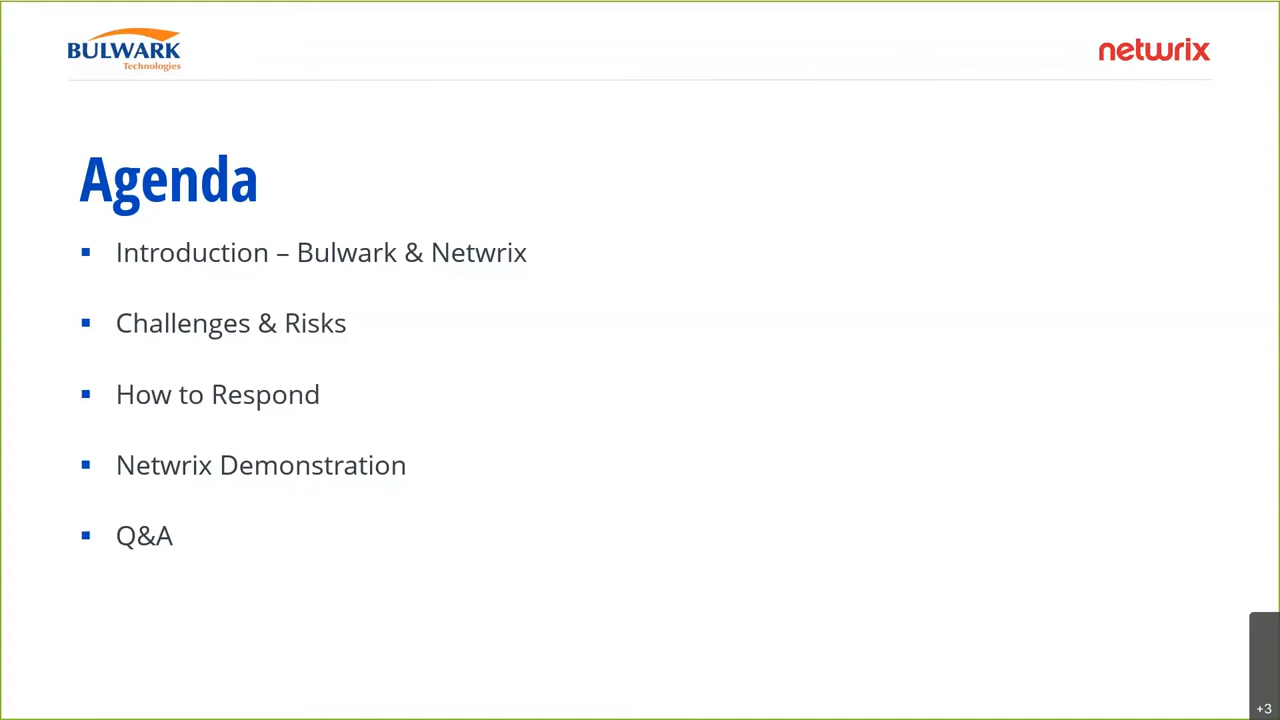 BULWARK
Technologies
netwrix
Agenda
▪ Introduction – Bulwark & Netwrix
▪ Challenges & Risks
▪ How to Respond
▪ Netwrix Demonstration
▪ Q&A
+3